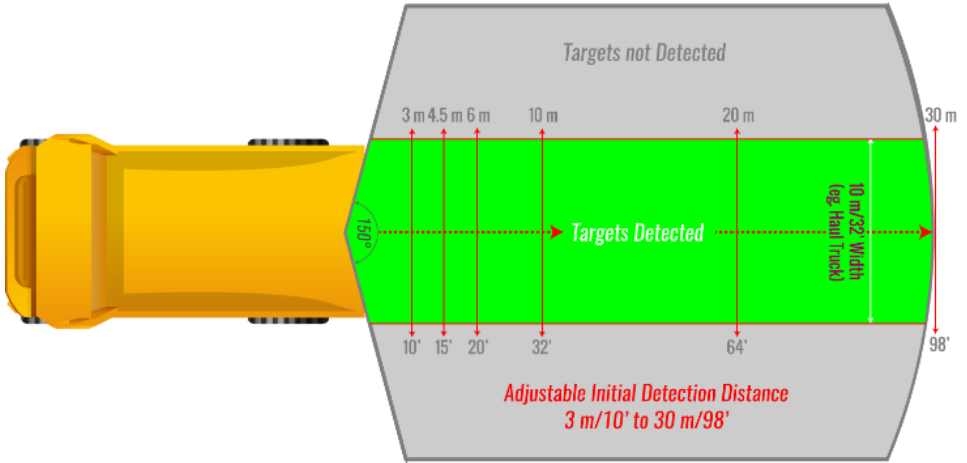 Targets not Detected
3 m 4.5 m 6 m 10 m 20 m 30 m
150°
Targets Detected
10 m/32' Width
(eg. Haul Truck)
10' 15' 20' 32' 64' 98'
Adjustable Initial Detection Distance
3 m/10' to 30 m/98'